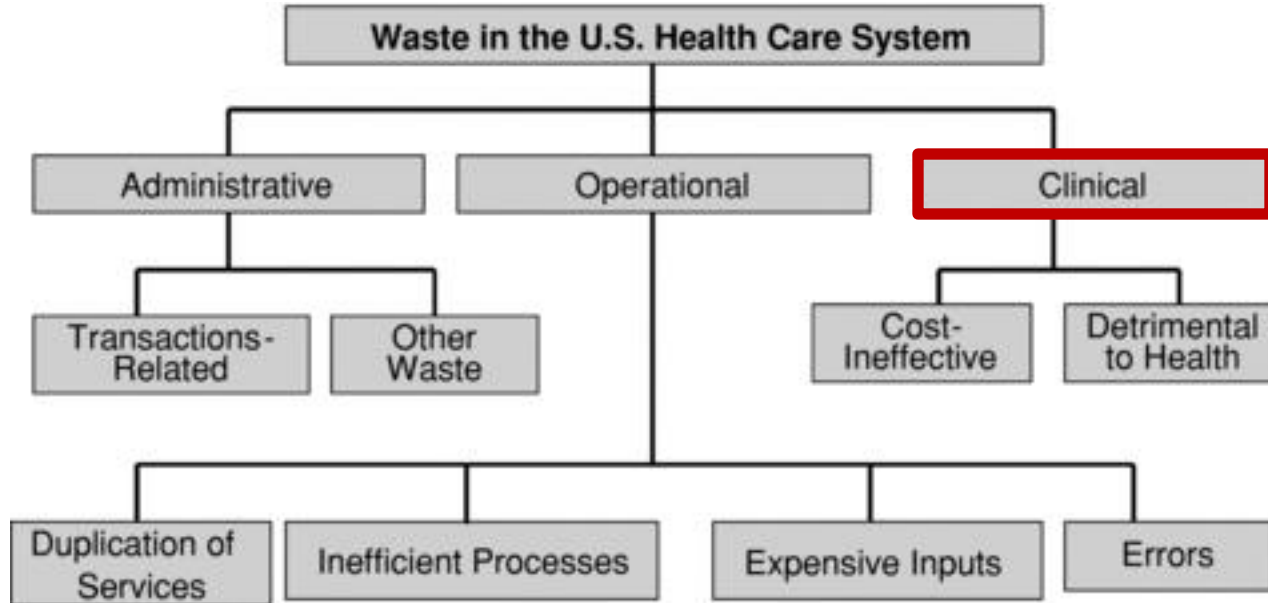 Waste in the U.S. Health Care System
Administrative
Operational
Clinical
Transactions-
Related
Other
Waste
Cost-
Ineffective
Detrimental
to Health
Duplication of
Services
Inefficient Processes
Expensive Inputs
Errors